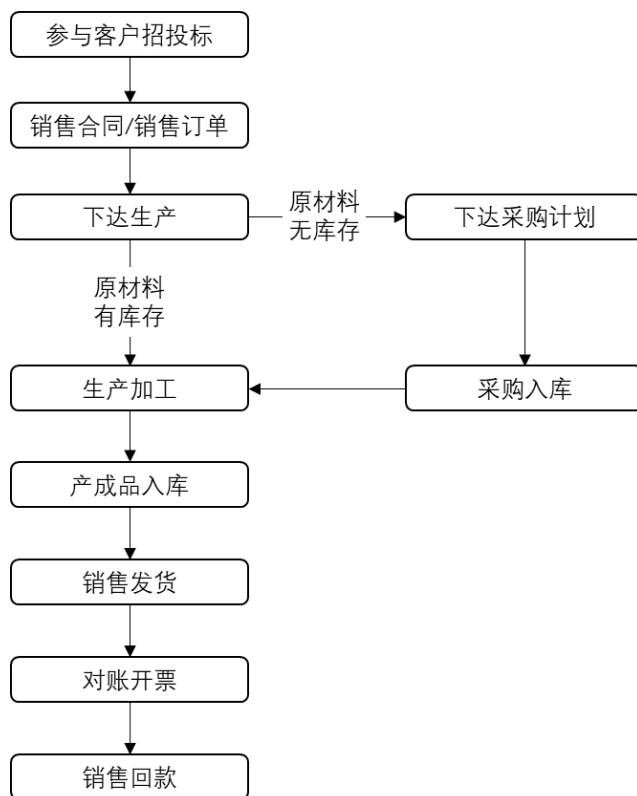 参与客户招投标
销售合同/销售订单
下达生产
原材料
无库存
下达采购计划
原材料
有库存
生产加工
采购入库
产成品入库
销售发货
对账开票
销售回款